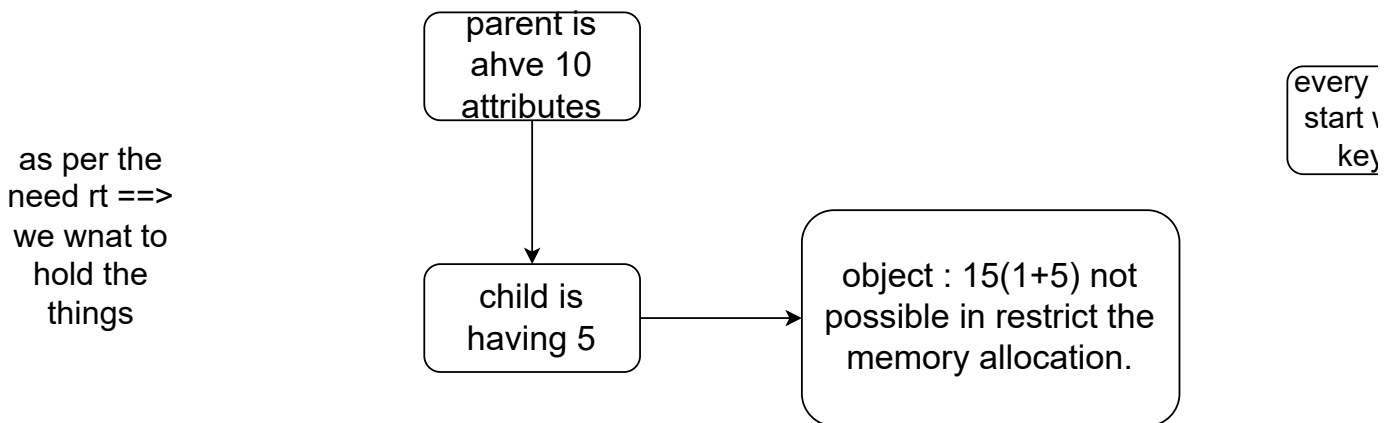 parent is
ahve 10
attributes
every
start
key
as per the
need rt ==>
we wnat to
hold the
things
child is
having 5
object : 15(1+5) not
possible in restrict the
memory allocation.